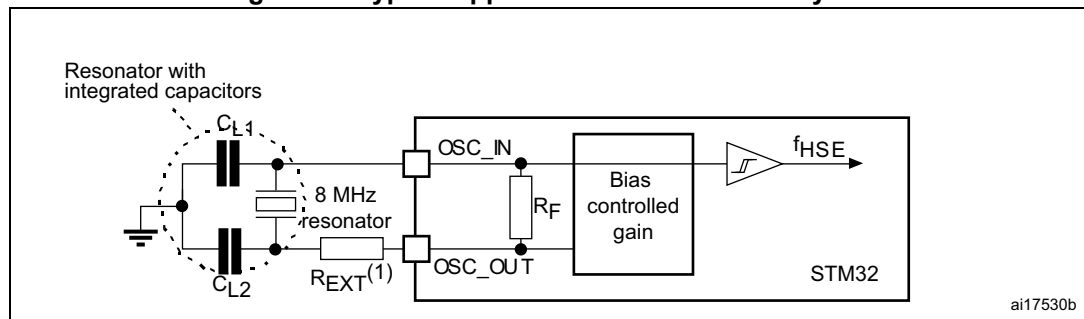 Resonator with
integrated capacitors
CL1
OSC_IN
fHSE
8 MHz
resonator
RF
Bias
controlled
gain
REXT(1)
OSC_OUT
STM32
CL2
ai17530b